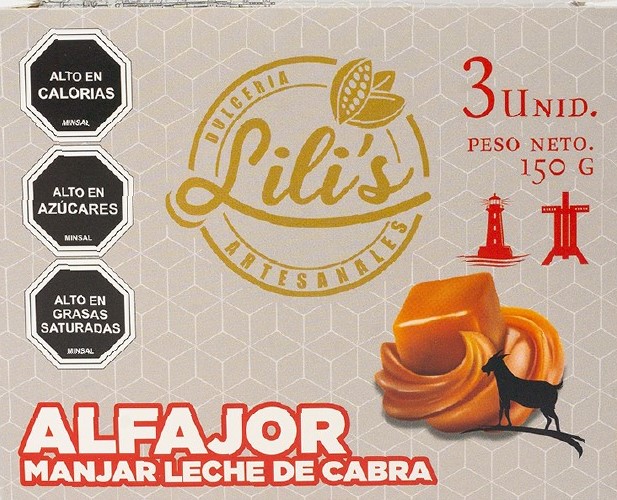 ALTO EN
CALORIAS
MINSAL
ALTO EN
AZÚCARES
MINSAL
ALTO EN
GRASAS
SATURADAS
MINSAL
DULCERIA
Lili's
ARTESANALES
3 UNID.
PESO NETO.
150 G
ALFAJOR
MANJAR LECHE DE CABRA